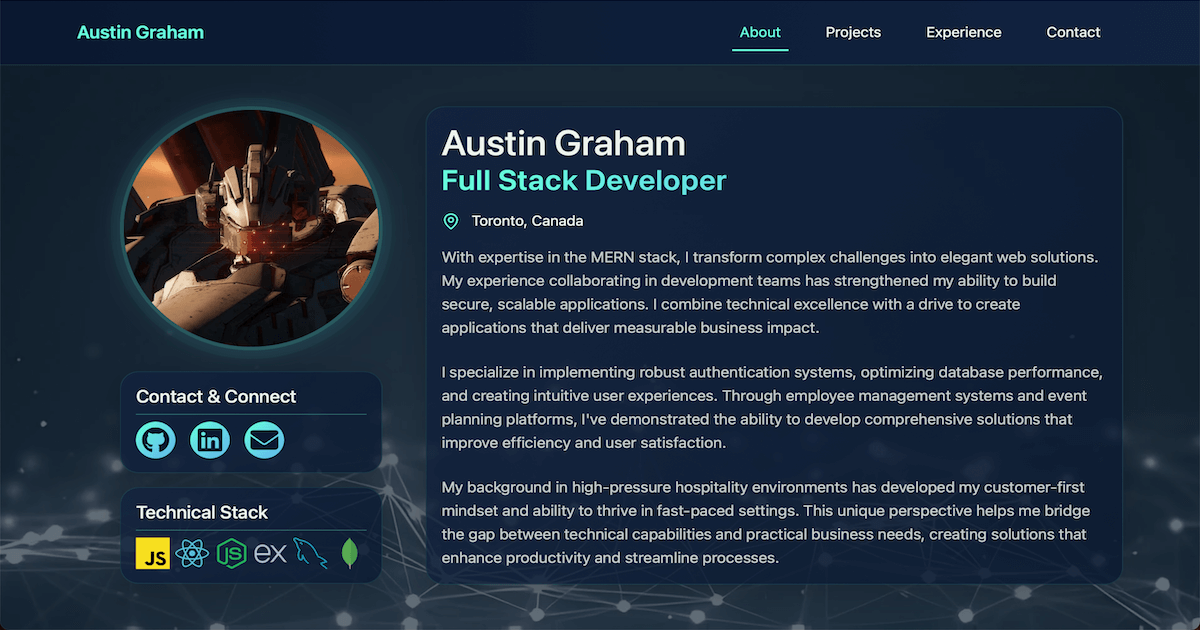 Austin Graham
About
Projects
Experience
Contact
Austin Graham
Full Stack Developer
Toronto, Canada
With expertise in the MERN stack, I transform complex challenges into elegant web solutions.
My experience collaborating in development teams has strengthened my ability to build
secure, scalable applications. I combine technical excellence with a drive to create
applications that deliver measurable business impact.
I specialize in implementing robust authentication systems, optimizing database performance,
and creating intuitive user experiences. Through employee management systems and event
planning platforms, I've demonstrated the ability to develop comprehensive solutions that
improve efficiency and user satisfaction.
My background in high-pressure hospitality environments has developed my customer-first
mindset and ability to thrive in fast-paced settings. This unique perspective helps me bridge
the gap between technical capabilities and practical business needs, creating solutions that
enhance productivity and streamline processes.
Contact & Connect
in
Technical Stack
JS
JS
ex